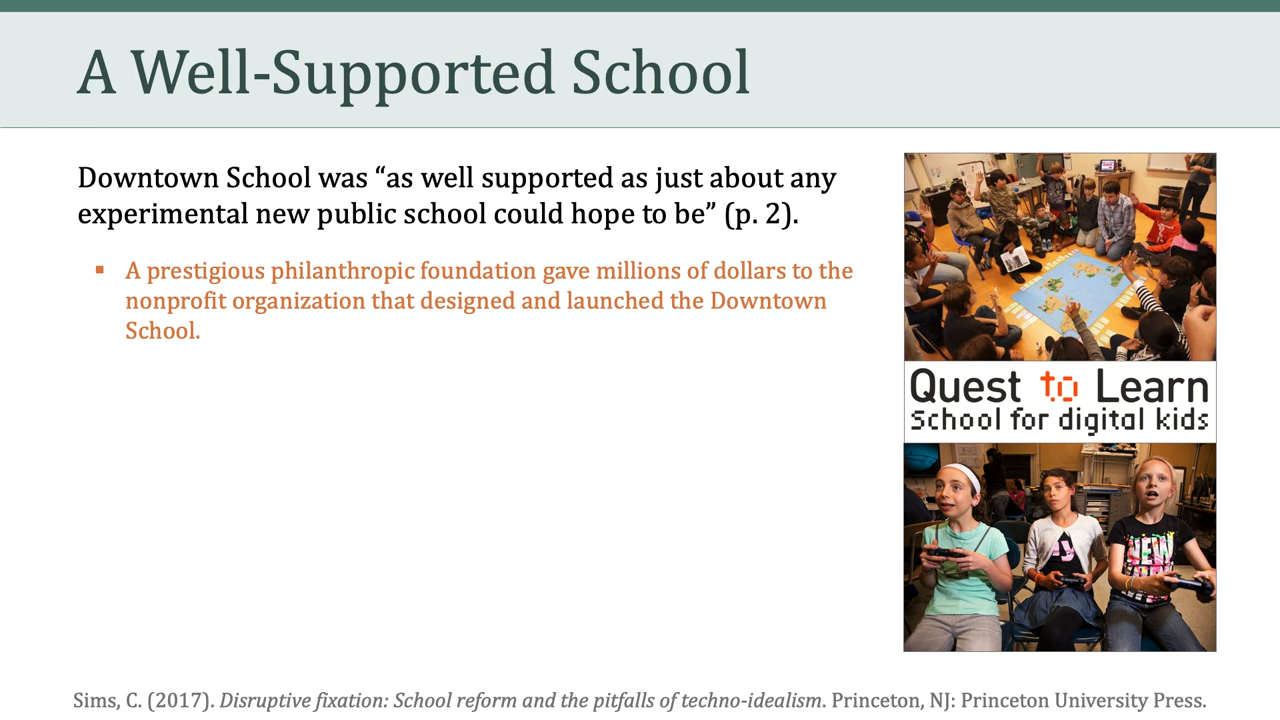 A Well-Supported School
Downtown School was “as well supported as just about any
experimental new public school could hope to be” (p. 2).
▪ A prestigious philanthropic foundation gave millions of dollars to the
nonprofit organization that designed and launched the Downtown
School.
Quest to Learn
school for digital kids
NEW
Sims, C. (2017). Disruptive fixation: School reform and the pitfalls of techno-idealism. Princeton, NJ: Princeton University Press.